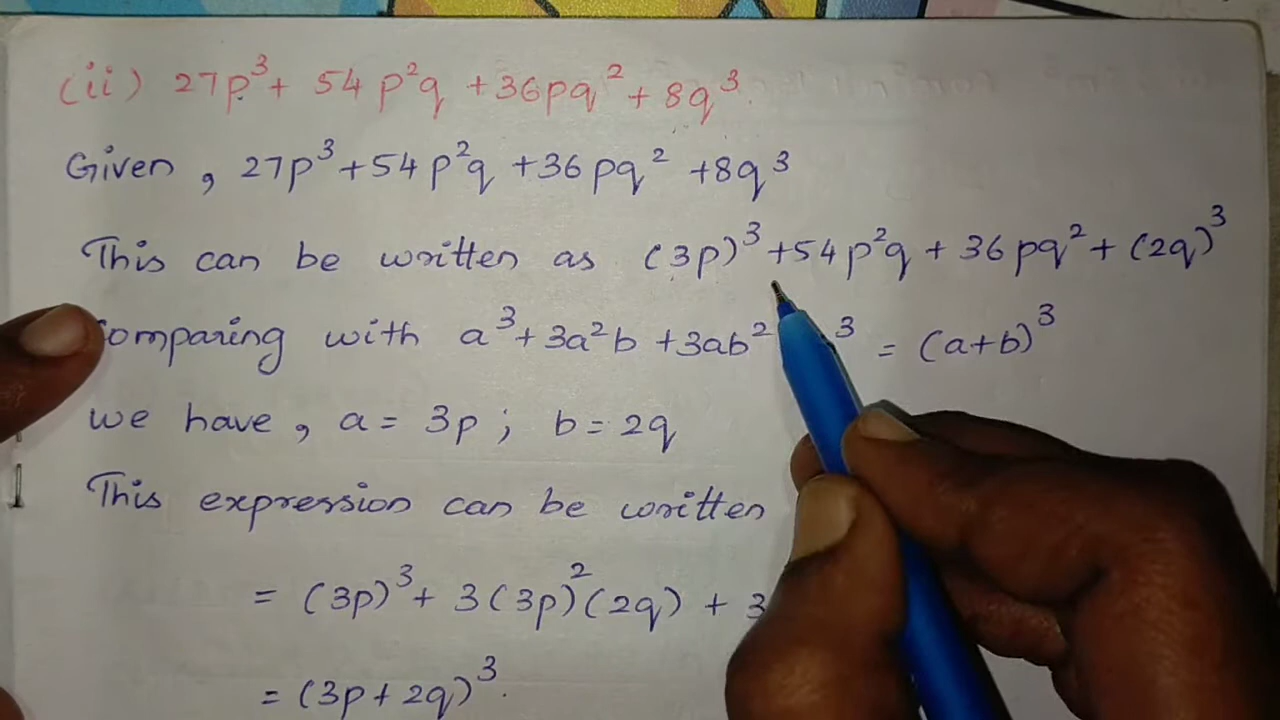 (ii) 27p³ + 54p²q + 36pq² + 8q³.
Given, 27p³ + 54p²q + 36pq² + 8q³
This can be written as (3p)³ + 54p²q + 36pq² + (2q)³
Comparing with a³ + 3a²b + 3ab² ³ = (a+b)³
we have, a = 3p ; b = 2q
This expression can be written
= (3p)³ + 3(3p)²(2q) + 3
= (3p + 2q)³.